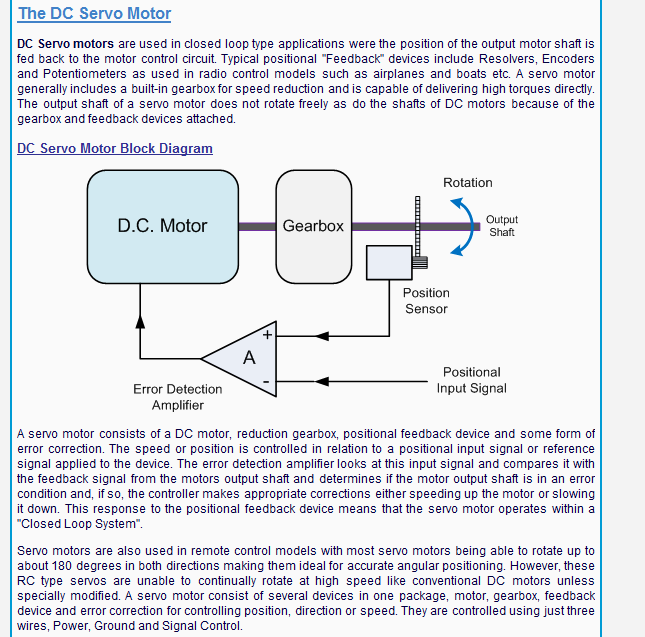 The DC Servo Motor
DC Servo motors are used in closed loop type applications were the position of the output motor shaft is
fed back to the motor control circuit. Typical positional "Feedback" devices include Resolvers, Encoders
and Potentiometers as used in radio control models such as airplanes and boats etc. A servo motor
generally includes a built-in gearbox for speed reduction and is capable of delivering high torques directly.
The output shaft of a servo motor does not rotate freely as do the shafts of DC motors because of the
gearbox and feedback devices attached.
DC Servo Motor Block Diagram
Rotation
D.C. Motor
Gearbox
Output
Shaft
Position
Sensor
+
A
-
Positional
Input Signal
Error Detection
Amplifier
A servo motor consists of a DC motor, reduction gearbox, positional feedback device and some form of
error correction. The speed or position is controlled in relation to a positional input signal or reference
signal applied to the device. The error detection amplifier looks at this input signal and compares it with
the feedback signal from the motors output shaft and determines if the motor output shaft is in an error
condition and, if so, the controller makes appropriate corrections either speeding up the motor or slowing
it down. This response to the positional feedback device means that the servo motor operates within a
"Closed Loop System".
Servo motors are also used in remote control models with most servo motors being able to rotate up to
about 180 degrees in both directions making them ideal for accurate angular positioning. However, these
RC type servos are unable to continually rotate at high speed like conventional DC motors unless
specially modified. A servo motor consist of several devices in one package, motor, gearbox, feedback
device and error correction for controlling position, direction or speed. They are controlled using just three
wires, Power, Ground and Signal Control.